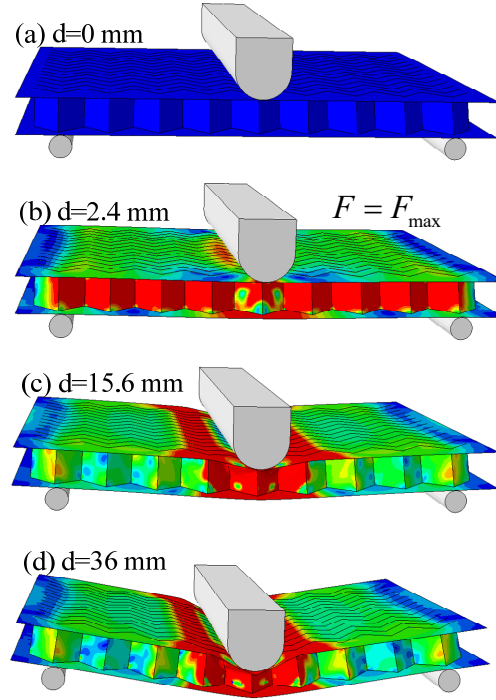 (a) d=0 mm
(b) d=2.4 mm
F = Fmax
(c) d=15.6 mm
(d) d=36 mm